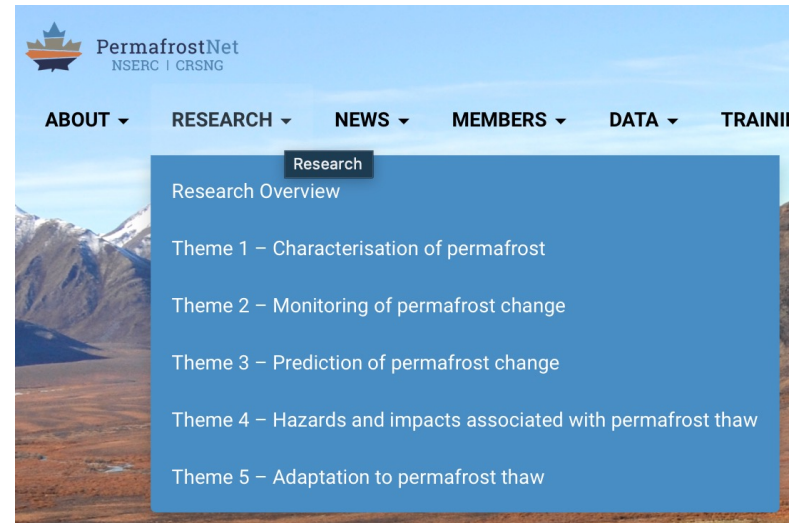 PermafrostNet
NSERC | CRSNG
ABOUT RESEARCH NEWS MEMBERS DATA
Research
Research Overview
Theme 1 – Characterisation of permafrost
Theme 2 – Monitoring of permafrost change
Theme 3 – Prediction of permafrost change
Theme 4 – Hazards and impacts associated with permafrost thaw
Theme 5 – Adaptation to permafrost thaw